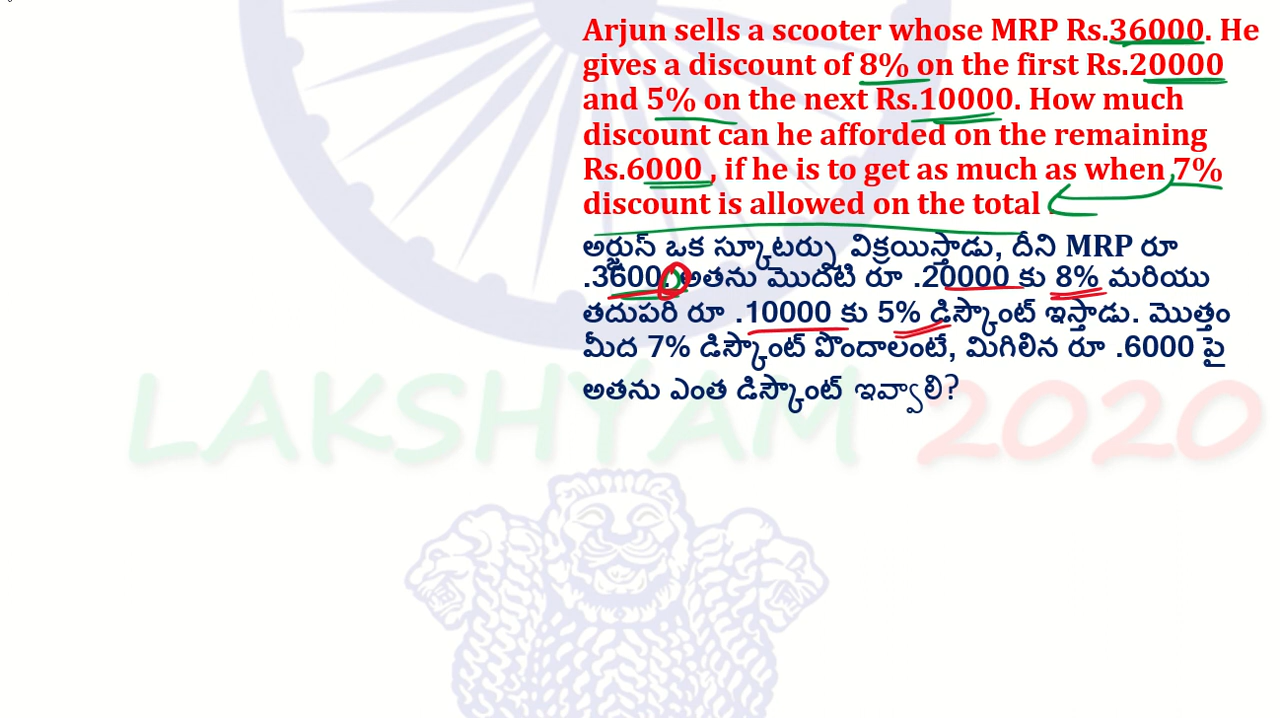 Arjun sells a scooter whose MRP Rs.36000. He
gives a discount of 8% on the first Rs.20000
and 5% on the next Rs.10000. How much
discount can he afforded on the remaining
Rs.6000 , if he is to get as much as when 7%
discount is allowed on the total .
అర్జున్ ఒక స్కూటర్ను విక్రయిస్తాడు, దీని MRP రూ
.3600. అతను మొదటి రూ .20000 కు 8% మరియు
తదుపరి రూ .10000 కు 5% డిస్కౌంట్ ఇస్తాడు. మొత్తం
మీద 7% డిస్కౌంట్ పొందాలంటే, మిగిలిన రూ .6000 పై
అతను ఎంత డిస్కౌంట్ ఇవ్వాలి?
LAKSHYAM 2020